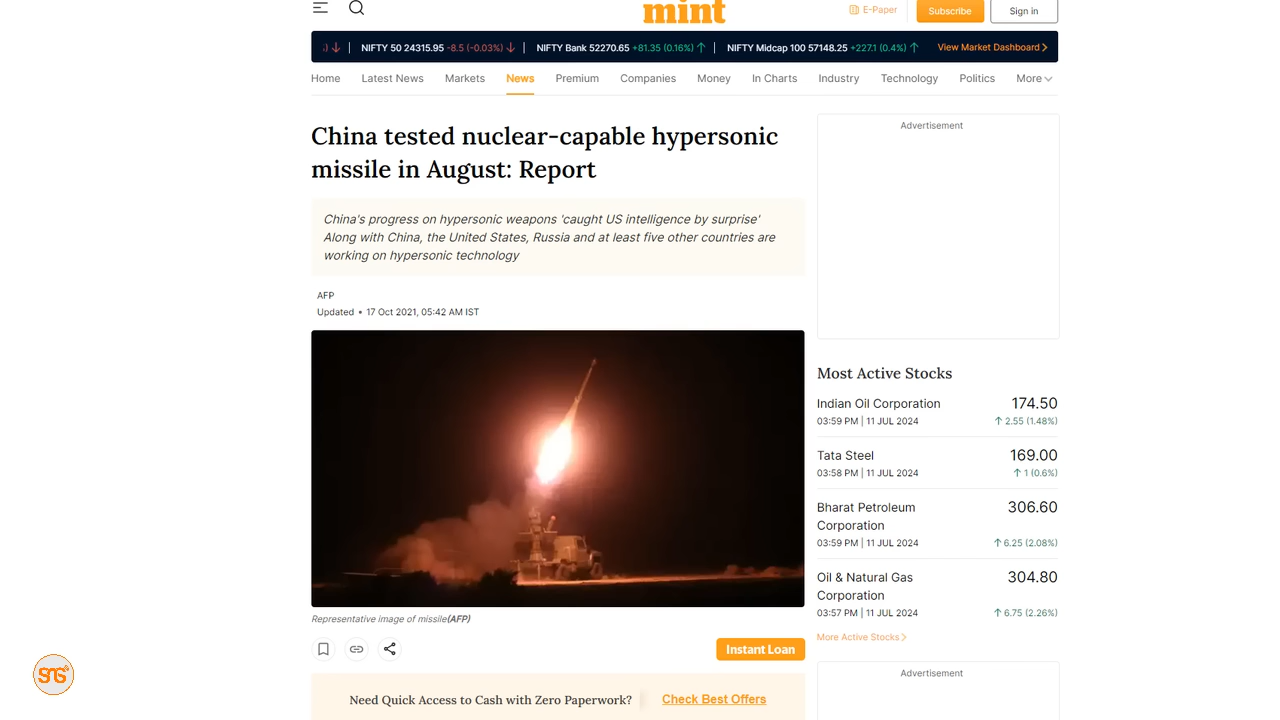 mint
E-Paper
Subscribe
Sign in
NIFTY 50 24315.95 -8.5 (-0.03%)
NIFTY Bank 52270.65 +81.35 (0.16%)
NIFTY Midcap 100 57148.25 +227.1 (0.4%)
View Market Dashboard
Home Latest News Markets News Premium Companies Money In Charts Industry Technology Politics More
China tested nuclear-capable hypersonic
missile in August: Report
China's progress on hypersonic weapons 'caught US intelligence by surprise'
Along with China, the United States, Russia and at least five other countries are
working on hypersonic technology
AFP
Updated • 17 Oct 2021, 05:42 AM IST
Representative image of missile(AFP)
Instant Loan
Need Quick Access to Cash with Zero Paperwork?
Check Best Offers
Advertisement
Most Active Stocks
Indian Oil Corporation 174.50
03:59 PM | 11 JUL 2024 2.55 (1.48%)
Tata Steel 169.00
03:58 PM | 11 JUL 2024 1 (0.6%)
Bharat Petroleum 306.60
Corporation
03:59 PM | 11 JUL 2024 6.25 (2.08%)
Oil & Natural Gas 304.80
Corporation
03:57 PM | 11 JUL 2024 6.75 (2.26%)
More Active Stocks
Advertisement